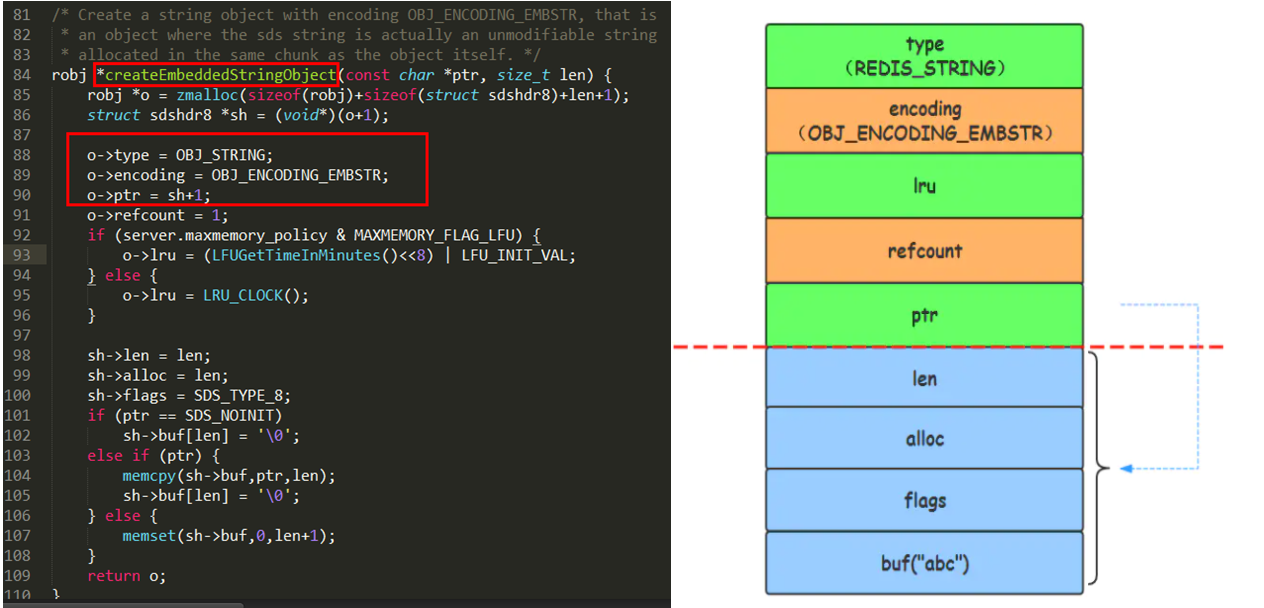 81 /* Create a string object with encoding OBJ_ENCODING_EMBSTR, that is
82  * an object where the sds string is actually an unmodifiable string
83  * allocated in the same chunk as the object itself. */
84 robj *createEmbeddedStringObject(const char *ptr, size_t len) {
85     robj *o = zmalloc(sizeof(robj)+sizeof(struct sdshdr8)+len+1);
86     struct sdshdr8 *sh = (void*)(o+1);
87
88     o->type = OBJ_STRING;
89     o->encoding = OBJ_ENCODING_EMBSTR;
90     o->ptr = sh+1;
91     o->refcount = 1;
92     if (server.maxmemory_policy & MAXMEMORY_FLAG_LFU) {
93         o->lru = (LFUGetTimeInMinutes()<<8) | LFU_INIT_VAL;
94     } else {
95         o->lru = LRU_CLOCK();
96     }
97
98     sh->len = len;
99     sh->alloc = len;
100     sh->flags = SDS_TYPE_8;
101     if (ptr == SDS_NOINIT)
102         sh->buf[len] = '\0';
103     else if (ptr) {
104         memcpy(sh->buf,ptr,len);
105         sh->buf[len] = '\0';
106     } else {
107         memset(sh->buf,0,len+1);
108     }
109     return o;
110 }
type
（REDIS_STRING）
encoding
（OBJ_ENCODING_EMBSTR）
lru
refcount
ptr
len
alloc
flags
buf("abc")